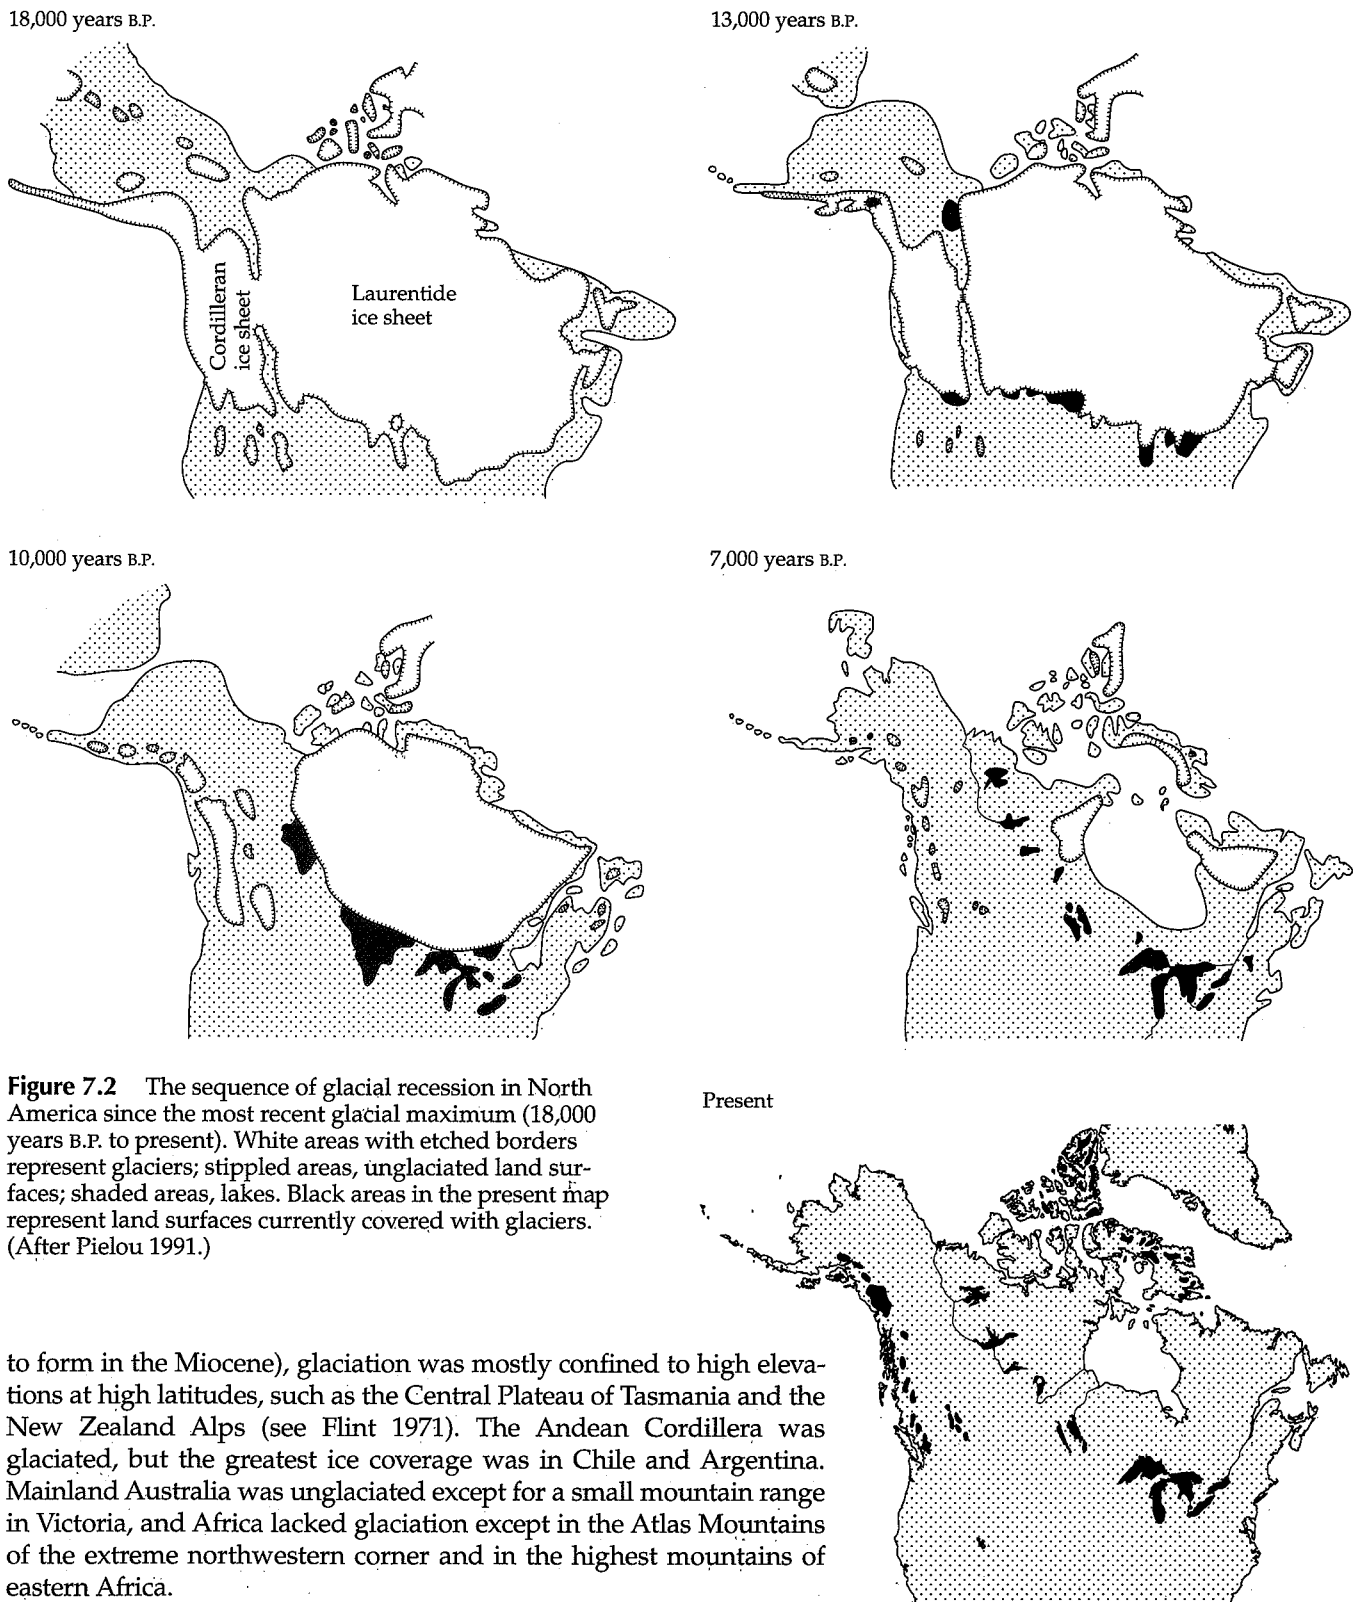 18,000 years B.P.
13,000 years B.P.
Cordilleran
ice sheet
Laurentide
ice sheet
10,000 years B.P.
7,000 years B.P.
Figure 7.2 The sequence of glacial recession in North
America since the most recent glacial maximum (18,000
years B.P. to present). White areas with etched borders
represent glaciers; stippled areas, unglaciated land sur-
faces; shaded areas, lakes. Black areas in the present map
represent land surfaces currently covered with glaciers.
(After Pielou 1991.)
Present
to form in the Miocene), glaciation was mostly confined to high eleva-
tions at high latitudes, such as the Central Plateau of Tasmania and the
New Zealand Alps (see Flint 1971). The Andean Cordillera was
glaciated, but the greatest ice coverage was in Chile and Argentina.
Mainland Australia was unglaciated except for a small mountain range
in Victoria, and Africa lacked glaciation except in the Atlas Mountains
of the extreme northwestern corner and in the highest mountains of
eastern Africa.